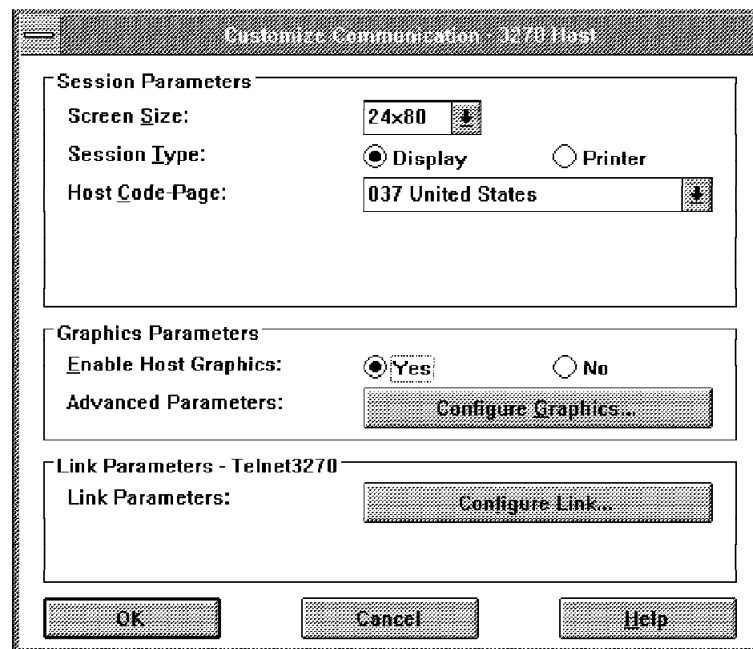 Customize Communication - 3270 Host
Session Parameters
Screen Size: 24x80
Session Type: Display Printer
Host Code-Page: 037 United States
Graphics Parameters
Enable Host Graphics: Yes No
Advanced Parameters: Configure Graphics...
Link Parameters - Telnet3270
Link Parameters: Configure Link...
OK Cancel Help